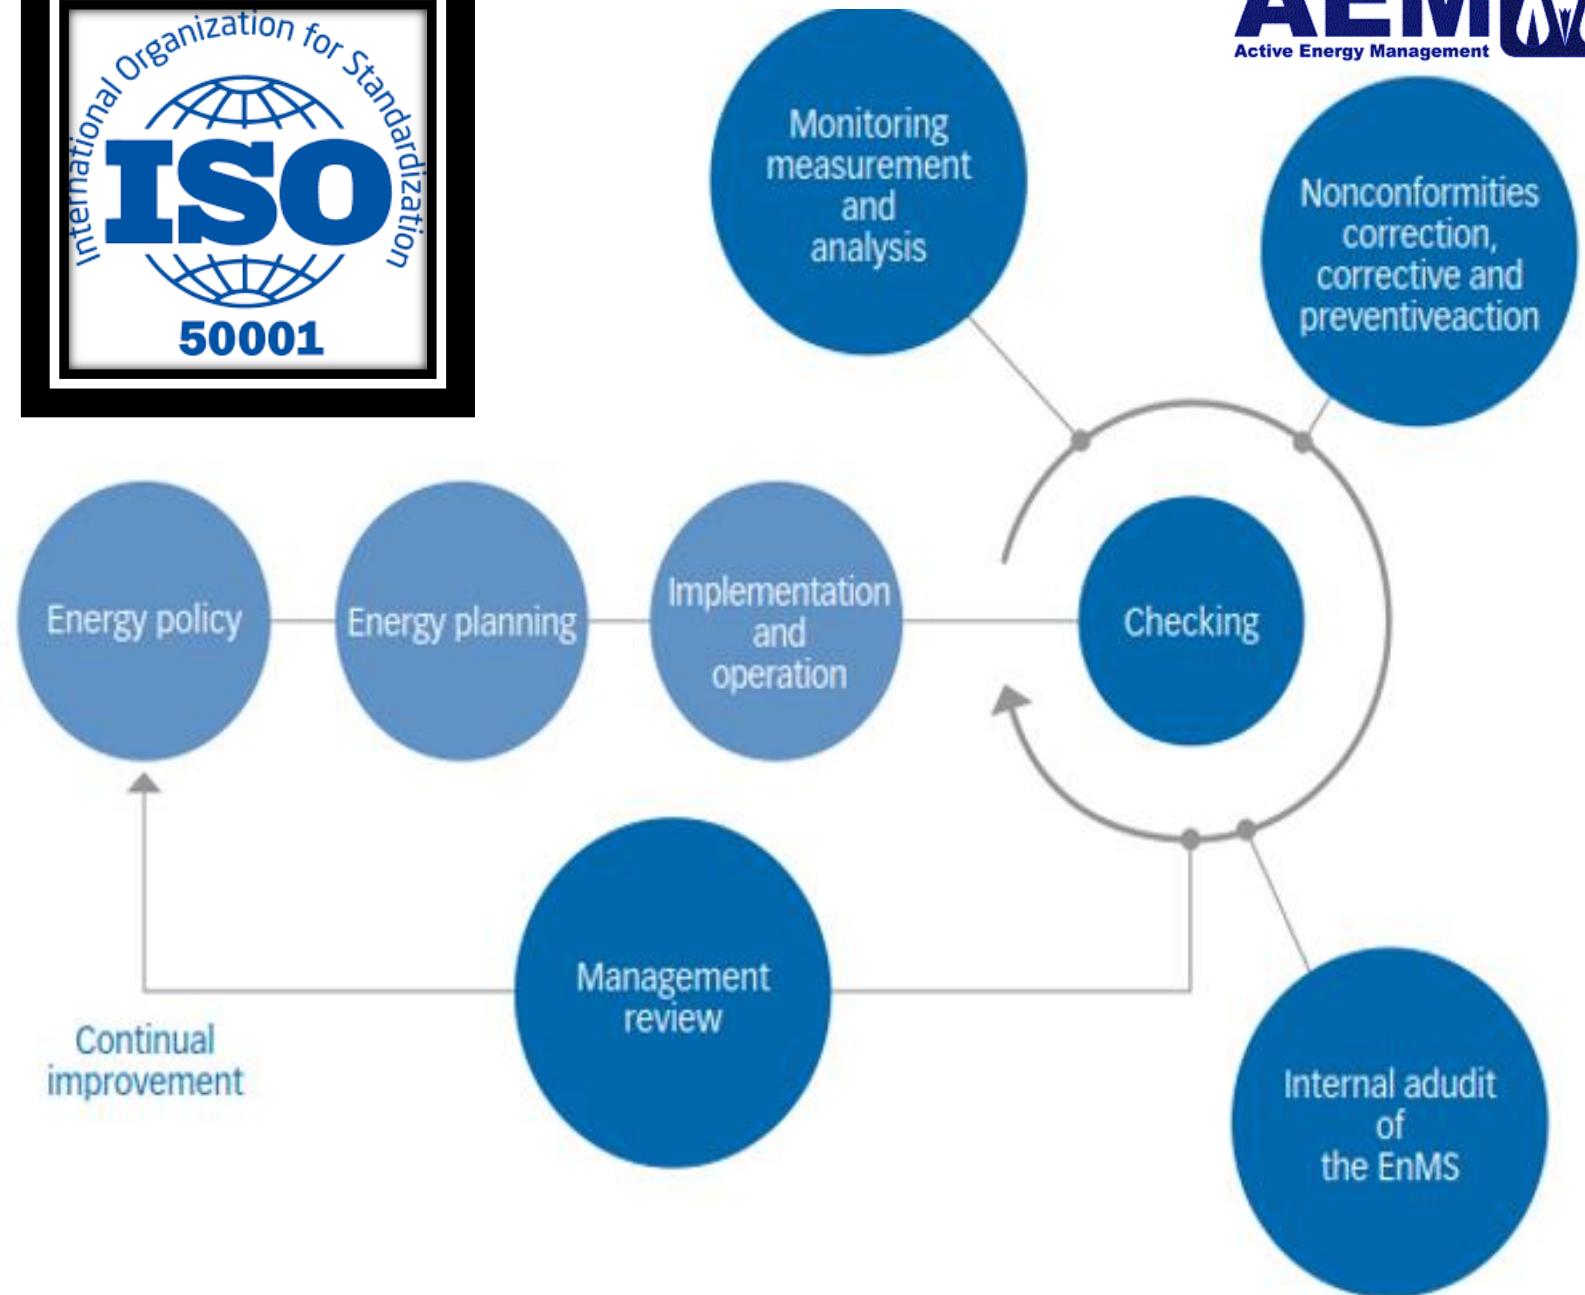 International Organization for Standardization
ISO
50001
AEM
Active Energy Management
Monitoring
measurement
and
analysis
Nonconformities
correction,
corrective and
preventiveaction
Energy policy
Energy planning
Implementation
and
operation
Checking
Management
review
Continual
improvement
Internal adudit
of
the EnMS